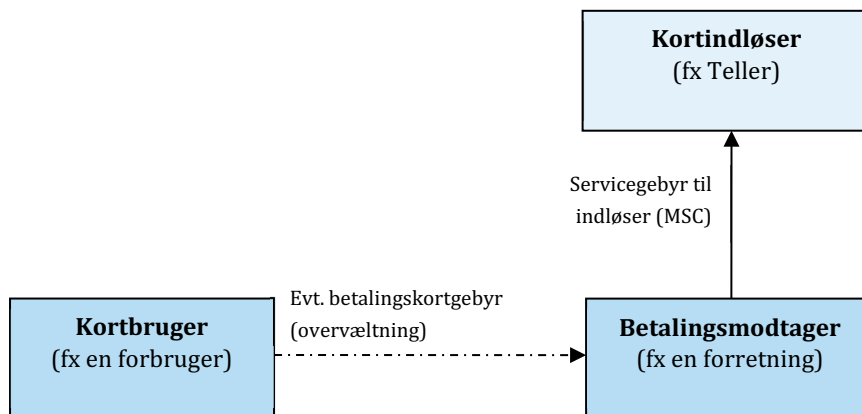 Kortindløser
(fx Teller)
Servicegebyr til
indløser (MSC)
Evt. betalingskortgebyr
(overvæltning)
Kortbruger
(fx en forbruger)
Betalingsmodtager
(fx en forretning)